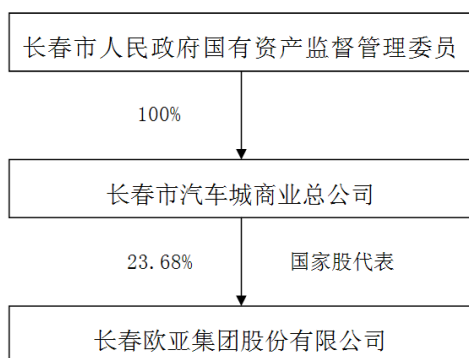 长春市人民政府国有资产监督管理委员
100%
长春市汽车城商业总公司
23.68% 国家股代表
长春欧亚集团股份有限公司